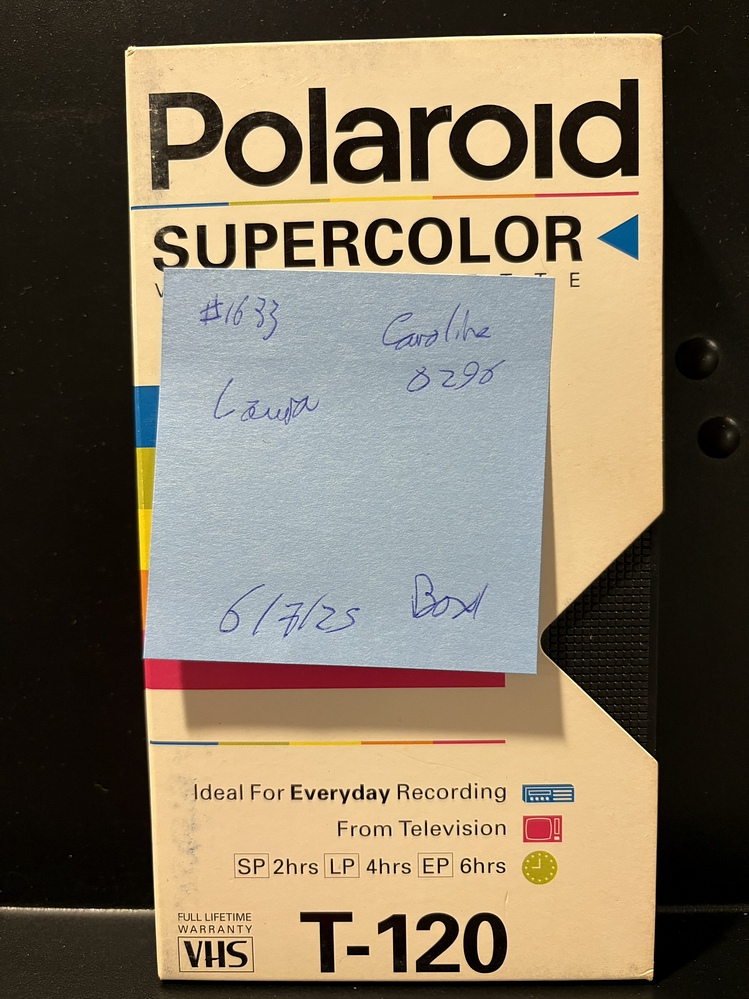 Polaroid
SUPERCOLOR
#1633
Caroline
8290
Laura
6/7/25
Ideal For Everyday Recording
From Television
SP 2hrs LP 4hrs EP 6hrs
FULL LIFETIME
WARRANTY
VHS
T-120